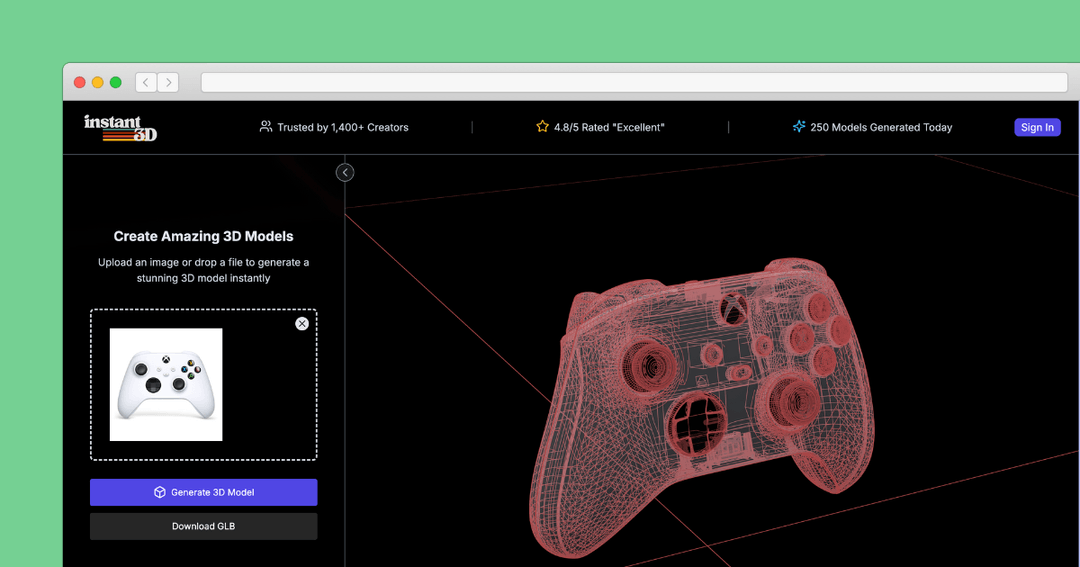 instant
3D
Trusted by 1,400+ Creators
4.8/5 Rated "Excellent"
250 Models Generated Today
Sign In
Create Amazing 3D Models
Upload an image or drop a file to generate a
stunning 3D model instantly
Generate 3D Model
Download GLB